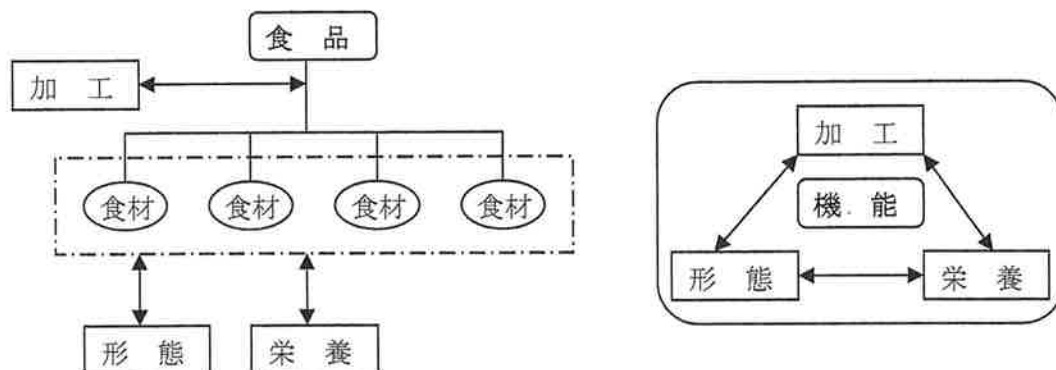 食 品
加 工
食材 食材 食材 食材
形 態 栄 養
加 工
機 能
形 態 栄 養